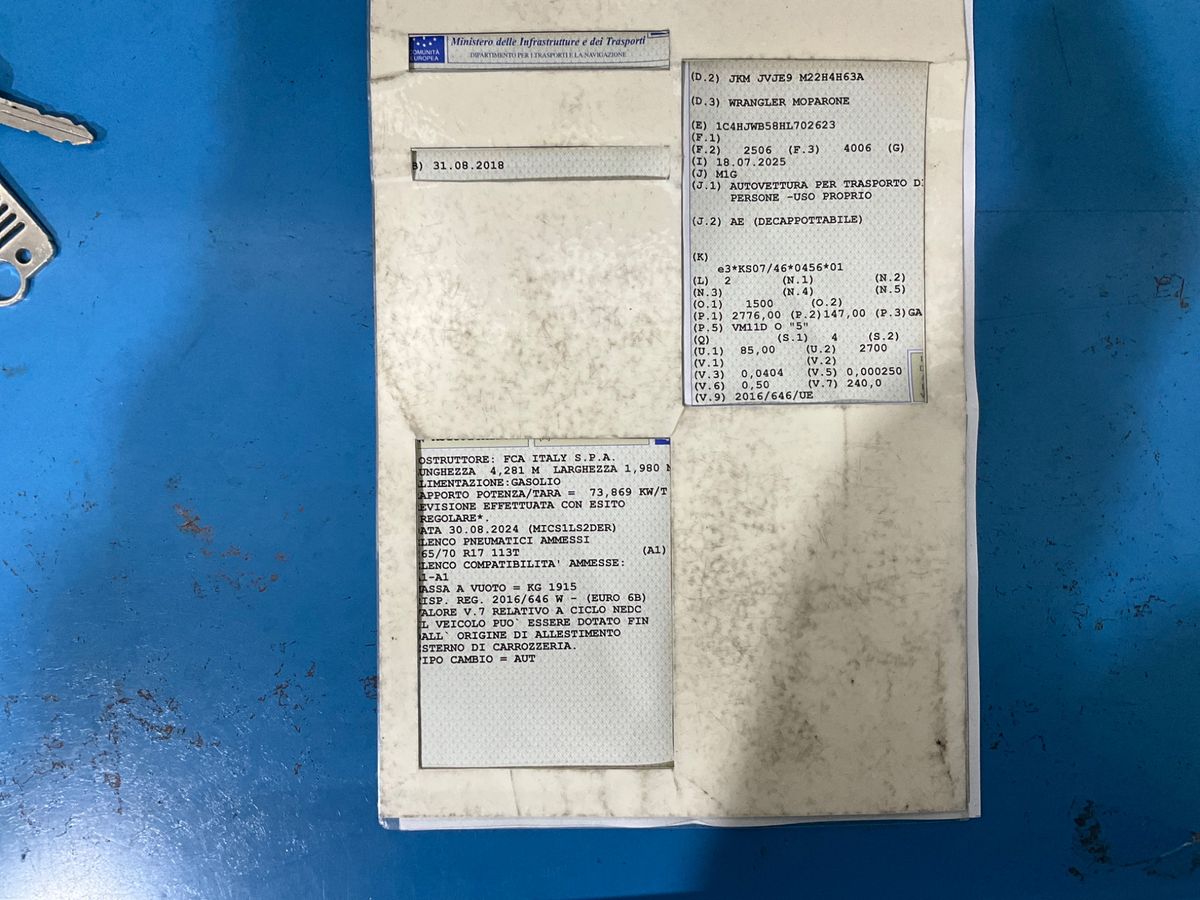 COMUNITÀ
EUROPEA
Ministero delle Infrastrutture e dei Trasporti
DIPARTIMENTO PER I TRASPORTI E LA NAVIGAZIONE
B) 31.08.2018
(D.2) JKM JVJE9 M22H4H63A
(D.3) WRANGLER MOPARONE
(E) 1C4HJWB58HL702623
(F.1)
(F.2) 2506 (F.3) 4006 (G)
(I) 18.07.2025
(J) M1G
(J.1) AUTOVETTURA PER TRASPORTO DI
PERSONE -USO PROPRIO
(J.2) AE (DECAPPOTTABILE)
(K)
e3*KS07/46*0456*01
(L) 2 (N.1) (N.2)
(N.3) (N.4) (N.5)
(O.1) 1500 (O.2)
(P.1) 2776,00 (P.2)147,00 (P.3)GA
(P.5) VM11D O "5"
(Q) (S.1) 4 (S.2)
(U.1) 85,00 (U.2) 2700
(V.1) (V.2)
(V.3) 0,0404 (V.5) 0,000250
(V.6) 0,50 (V.7) 240,0
(V.9) 2016/646/UE
OSTRUTTORE: FCA ITALY S.P.A.
UNGHEZZA 4,281 M LARGHEZZA 1,980 M
LIMENTAZIONE:GASOLIO
APPORTO POTENZA/TARA = 73,869 KW/T
EVISIONE EFFETTUATA CON ESITO
REGOLARE*.
ATA 30.08.2024 (MICS1LS2DER)
LENCO PNEUMATICI AMMESSI
65/70 R17 113T (A1)
LENCO COMPATIBILITA' AMMESSE:
1-A1
ASSA A VUOTO = KG 1915
ISP. REG. 2016/646 W - (EURO 6B)
ALORE V.7 RELATIVO A CICLO NEDC
L VEICOLO PUO` ESSERE DOTATO FIN
ALL` ORIGINE DI ALLESTIMENTO
STERNO DI CARROZZERIA.
IPO CAMBIO = AUT